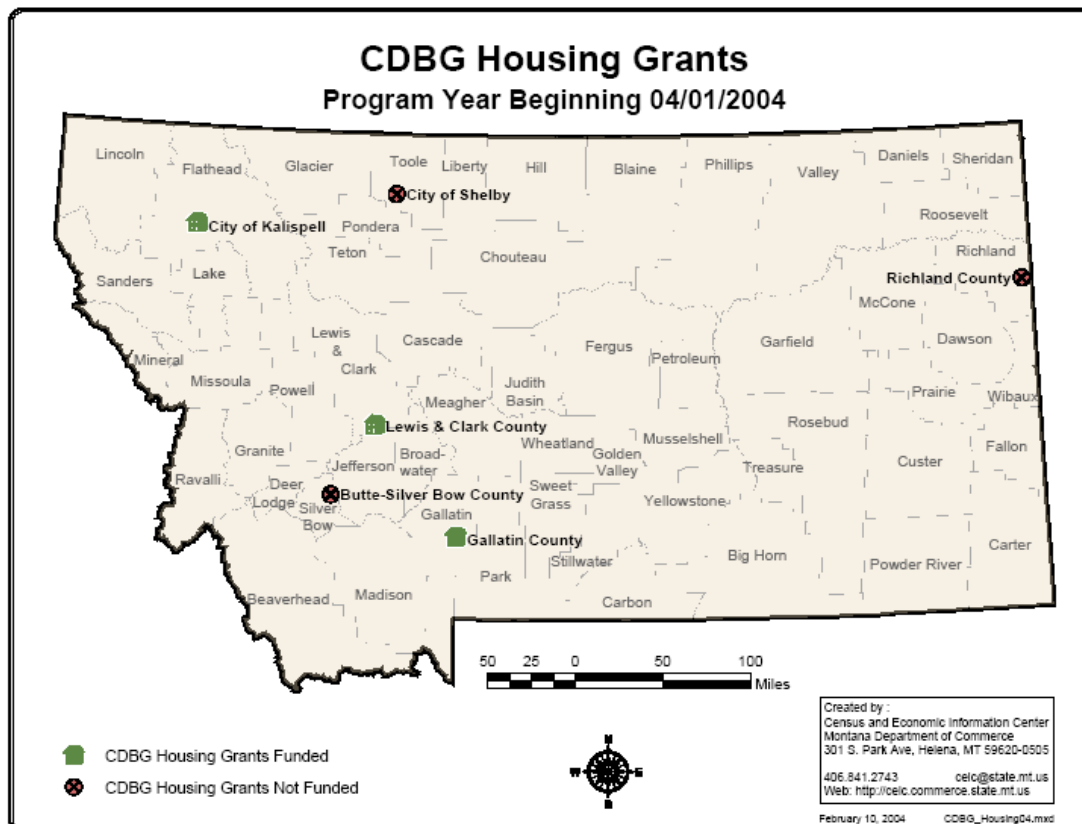 CDBG Housing Grants
Program Year Beginning 04/01/2004
Lincoln
Flathead
Glacier
Toole
Liberty
Hill
Blaine
Phillips
Valley
Daniels
Sheridan
City of Shelby
Roosevelt
City of Kalispell
Pondera
Teton
Chouteau
Richland
Richland County
Sanders
Lake
McCone
Lewis
&
Clark
Cascade
Fergus
Petroleum
Garfield
Dawson
Mineral
Missoula
Powell
Meagher
Judith
Basin
Prairie
Wibaux
Lewis & Clark County
Wheatland
Musselshell
Rosebud
Fallon
Granite
Jefferson
Broad-
water
Golden
Valley
Treasure
Custer
Ravalli
Deer
Lodge
Silver
Bow
Butte-Silver Bow County
Sweet
Grass
Yellowstone
Gallatin
Gallatin County
Stillwater
Big Horn
Carter
Powder River
Park
Beaverhead
Madison
Carbon
50 25 0 50 100
Miles
CDBG Housing Grants Funded
CDBG Housing Grants Not Funded
N
W E
S
Created by :
Census and Economic Information Center
Montana Department of Commerce
301 S. Park Ave, Helena, MT 59620-0505
406.841.2743 ceic@state.mt.us
Web: http://ceic.commerce.state.mt.us
February 10, 2004 CDBG_Housing04.mxd